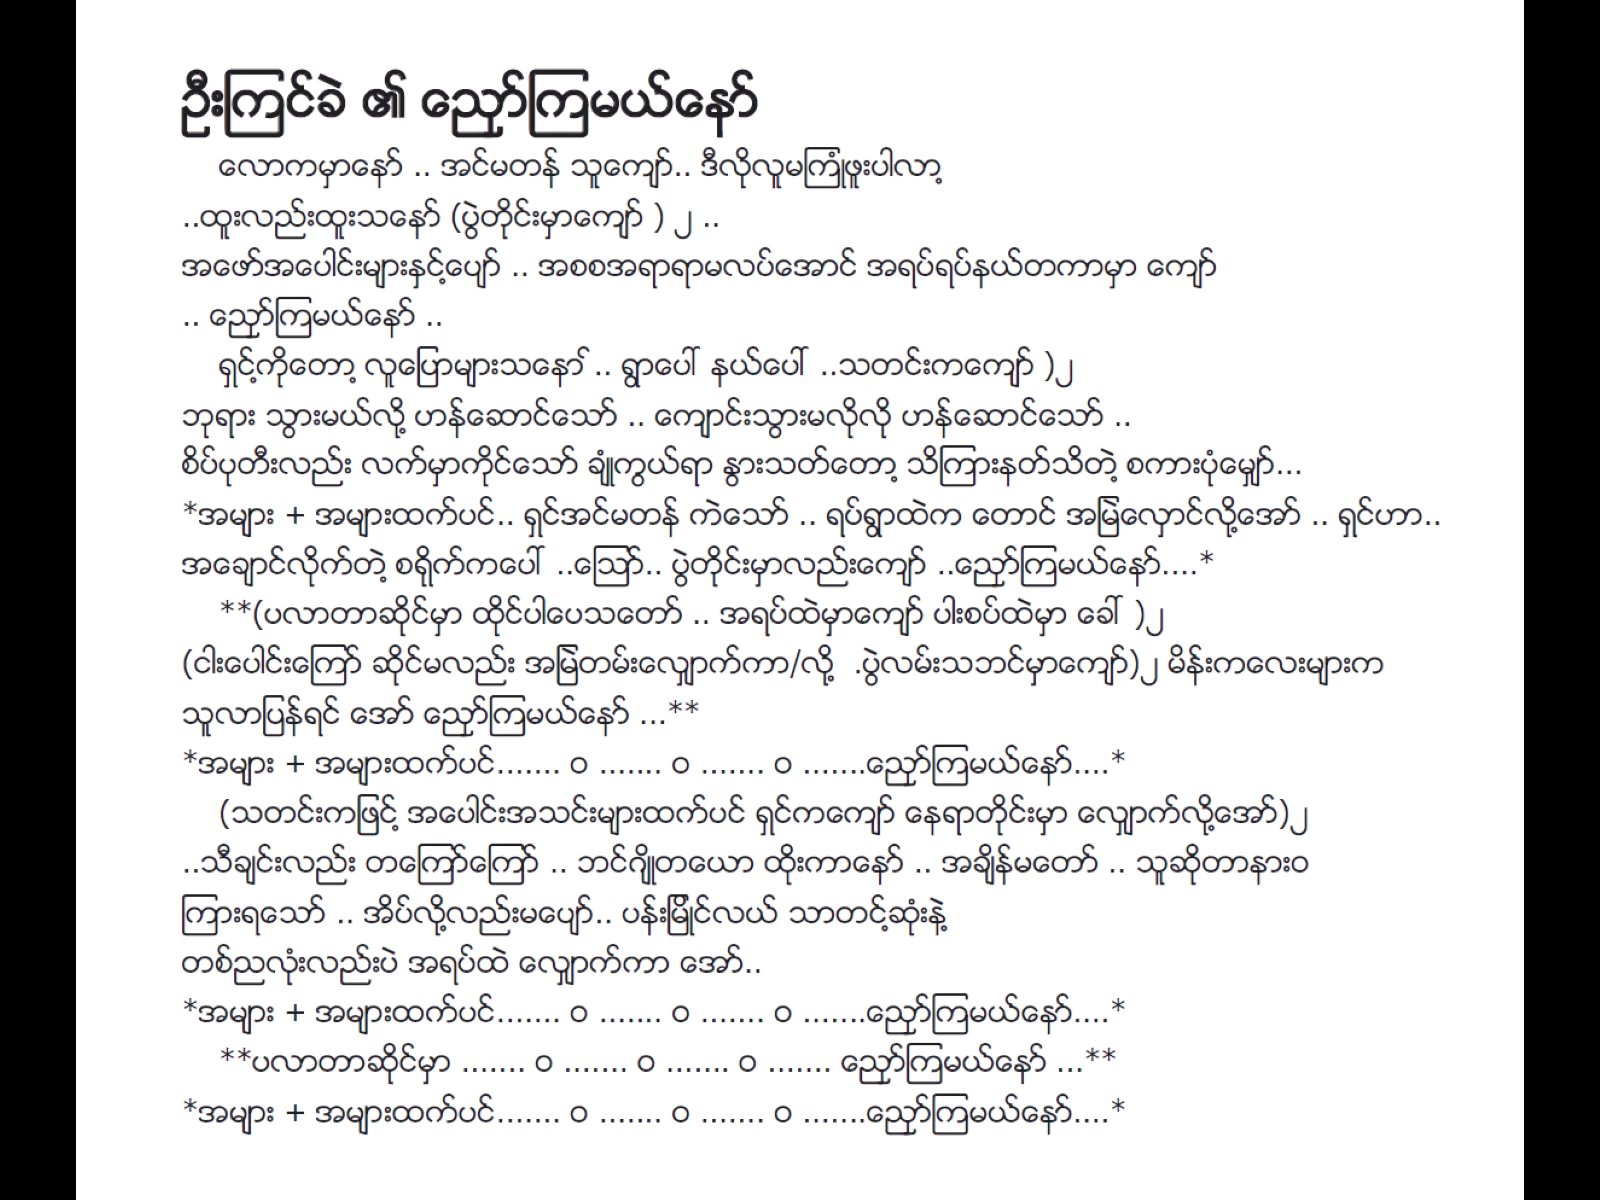 ဦးကြင်ခဲ ၏ ညှော်ကြမယ်နော်
လောကမှာနော် .. အင်မတန် သူကျော်.. ဒီလိုလူမကြုံဖူးပါလာ့
..ထူးလည်းထူးသနော် (ပွဲတိုင်းမှာကျော် ) ၂ ..
အဖော်အပေါင်းများနှင့်ပျော် .. အစစအရာရာမလပ်အောင် အရပ်ရပ်နယ်တကာမှာ ကျော်
.. ညှော်ကြမယ်နော် ..
ရှင့်ကိုတော့ လူပြောများသနော် .. ရွာပေါ် နယ်ပေါ် ..သတင်းကကျော် )၂
ဘုရား သွားမယ်လို့ ဟန်ဆောင်သော် .. ကျောင်းသွားမလိုလို ဟန်ဆောင်သော် ..
စိပ်ပုတီးလည်း လက်မှာကိုင်သော် ချုံကွယ်ရာ နွားသတ်တော့ သိကြားနတ်သိတဲ့ စကားပုံမျှော်...
*အများ + အများထက်ပင်.. ရှင်အင်မတန် ကဲသော် .. ရပ်ရွာထဲက တောင် အမြဲလှောင်လို့အော် .. ရှင်ဟာ..
အချောင်လိုက်တဲ့ စရိုက်ကပေါ် ..ဩော်.. ပွဲတိုင်းမှာလည်းကျော် ..ညှော်ကြမယ်နော်....*
**(ပလာတာဆိုင်မှာ ထိုင်ပါပေသတော် .. အရပ်ထဲမှာကျော် ပါးစပ်ထဲမှာ ခေါ် )၂
(ငါးပေါင်းကြော် ဆိုင်မလည်း အမြဲတမ်းလျှောက်ကာ/လို့ .ပွဲလမ်းသဘင်မှာကျော်)၂ မိန်းကလေးများက
သူလာပြန်ရင် အော် ညှော်ကြမယ်နော် ...**
*အများ + အများထက်ပင်....... ဝ ....... ဝ ....... ဝ .......ညှော်ကြမယ်နော်....*
(သတင်းကဖြင့် အပေါင်းအသင်းများထက်ပင် ရှင်ကကျော် နေရာတိုင်းမှာ လျှောက်လို့အော်)၂
..သီချင်းလည်း တကြော်ကြော် .. ဘင်ဂျိုတယော ထိုးကာနော် .. အချိန်မတော် .. သူဆိုတာနားဝ
ကြားရသော် .. အိပ်လို့လည်းမပျော်.. ပန်းမြိုင်လယ် သာတင့်ဆုံးနဲ့
တစ်ညလုံးလည်းပဲ အရပ်ထဲ လျှောက်ကာ အော်..
*အများ + အများထက်ပင်....... ဝ ....... ဝ ....... ဝ .......ညှော်ကြမယ်နော်....*
**ပလာတာဆိုင်မှာ ....... ဝ ....... ဝ ....... ဝ ....... ညှော်ကြမယ်နော် ...**
*အများ + အများထက်ပင်....... ဝ ....... ဝ ....... ဝ .......ညှော်ကြမယ်နော်....*